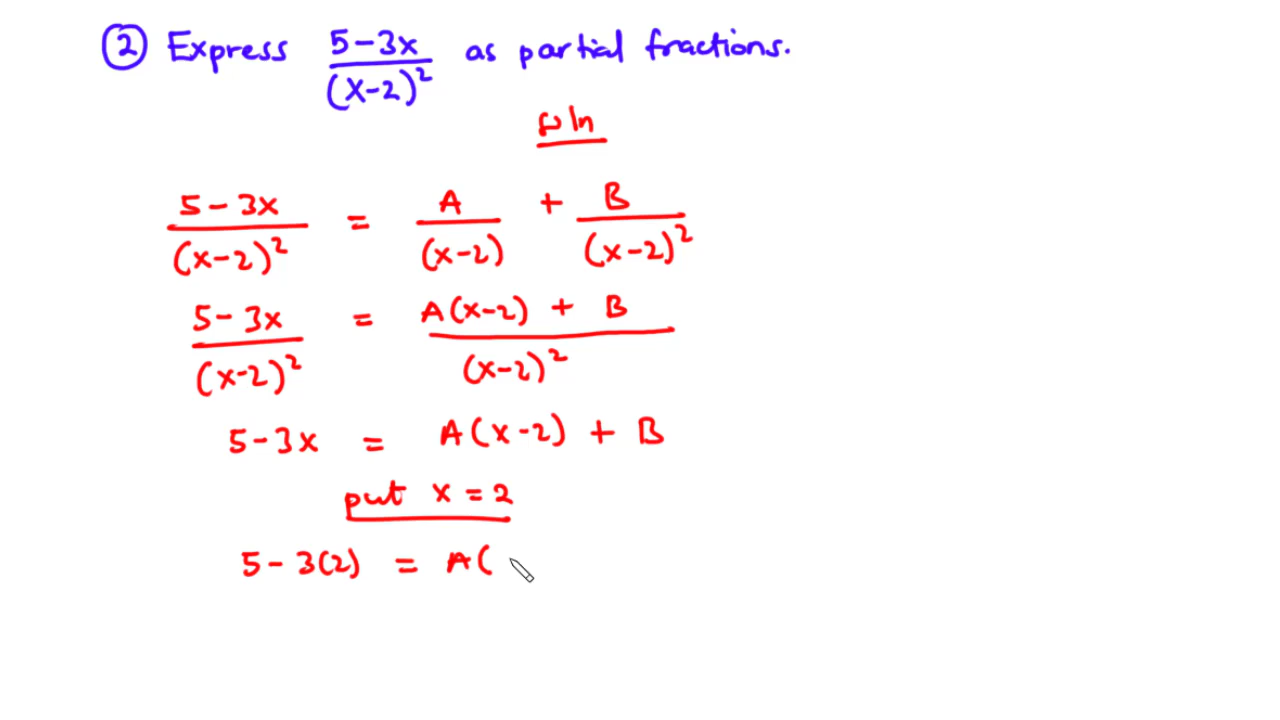 ② Express (5-3x)/(x-2)² as partial fractions.
soln
(5-3x)/(x-2)² = A/(x-2) + B/(x-2)²
(5-3x)/(x-2)² = (A(x-2) + B)/(x-2)²
5-3x = A(x-2) + B
put x = 2
5-3(2) = A(